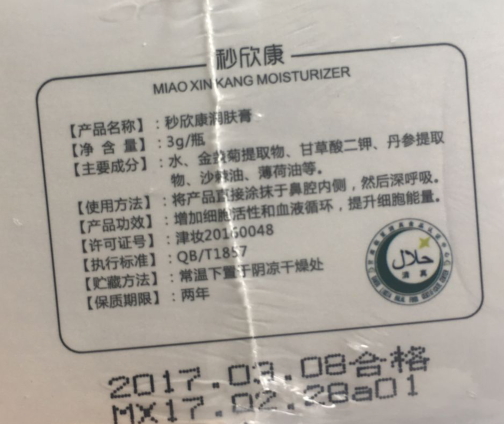 秒欣康
MIAO XIN KANG MOISTURIZER
【产品名称】：秒欣康润肤膏
【净 含 量】：3g/瓶
【主要成分】：水、金盏菊提取物、甘草酸二钾、丹参提取
物、沙棘油、薄荷油等。
【使用方法】：将产品直接涂抹于鼻腔内侧，然后深呼吸。
【产品功效】：增加细胞活性和血液循环，提升细胞能量。
【许可证号】：津妆20160048
【执行标准】：QB/T1857
【贮藏方法】：常温下置于阴凉干燥处
【保质期限】：两年
حلال
清真
2017.03.08合格
MX17.02.28a01